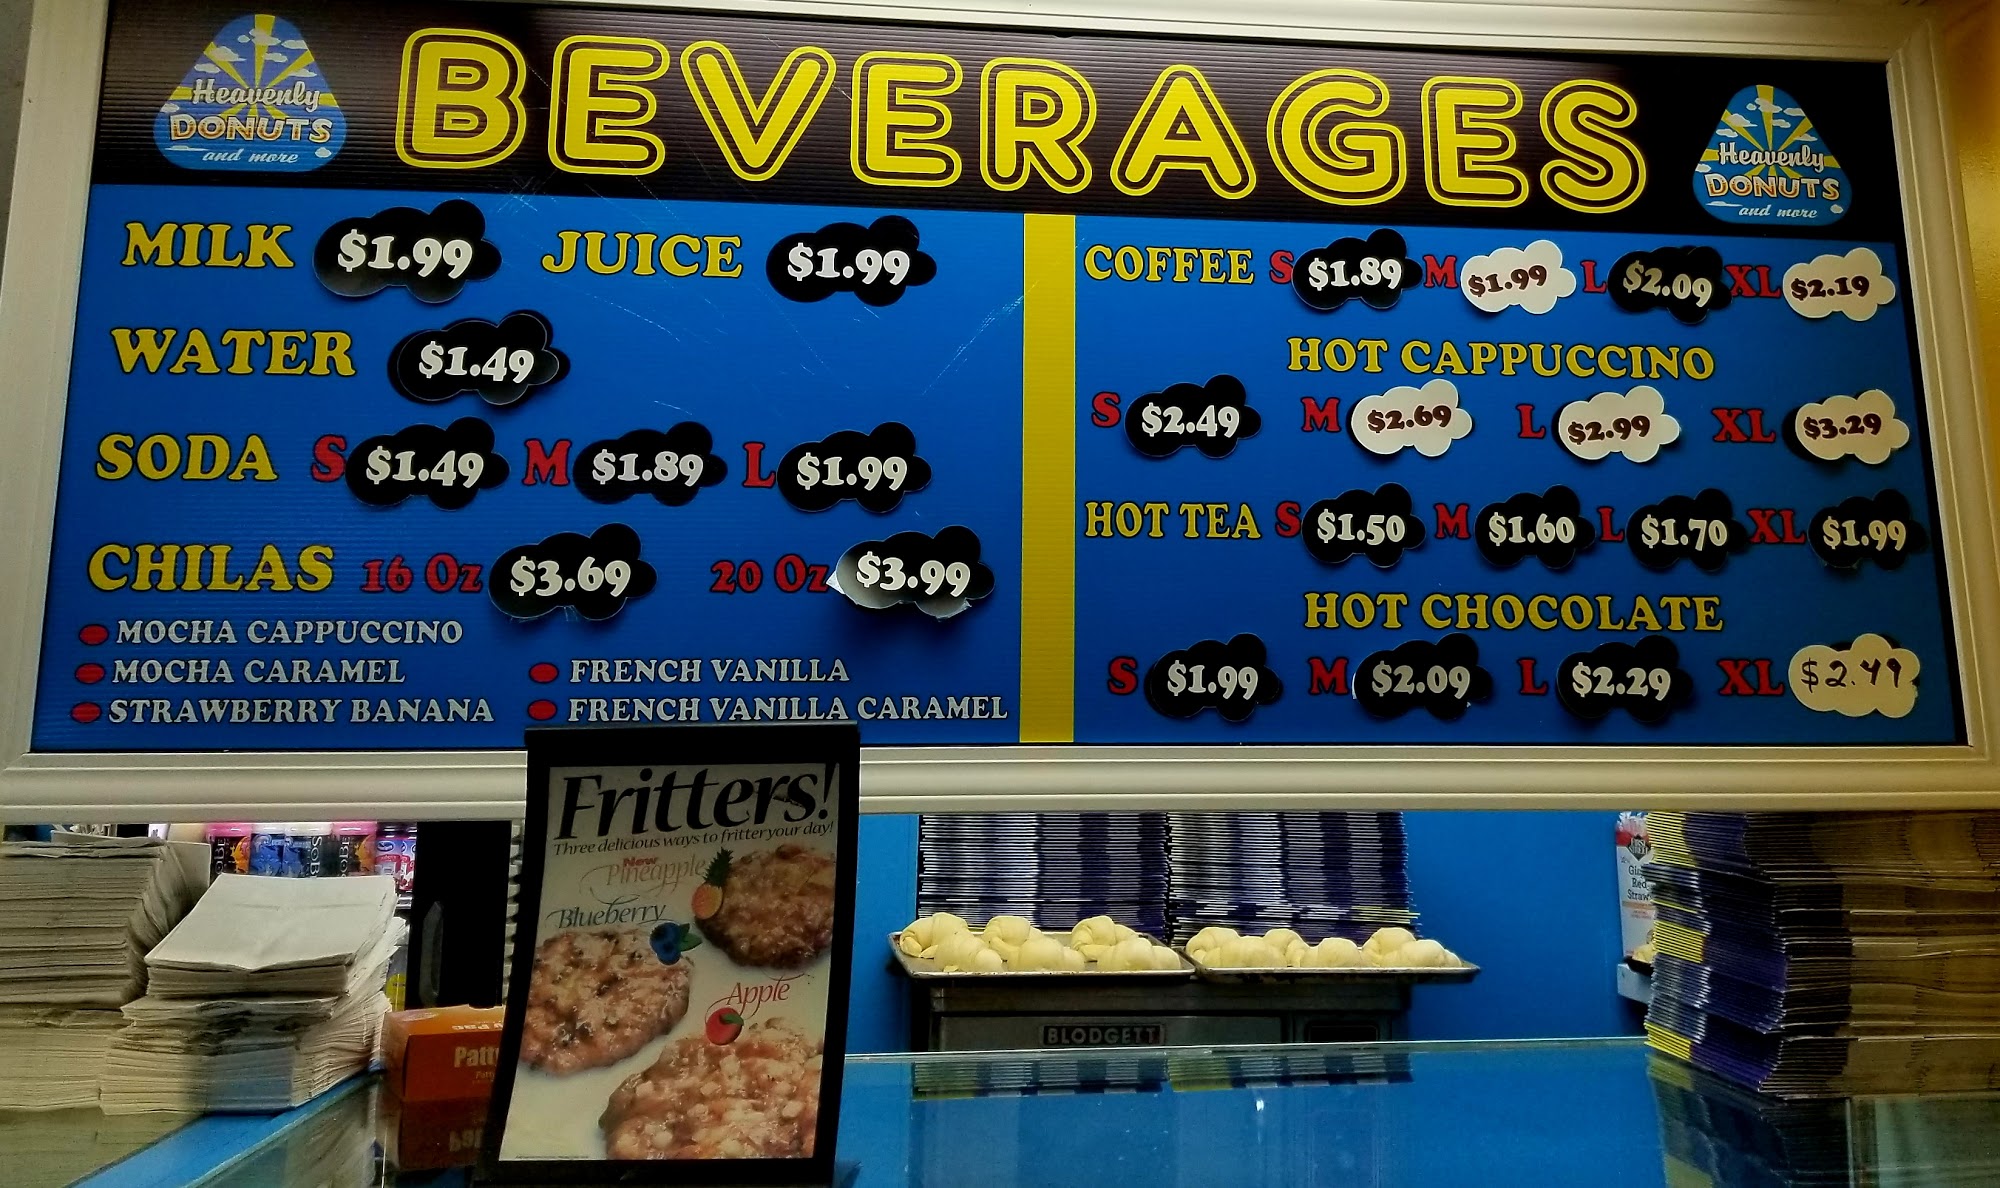 Heavenly
DONUTS
and more
BEVERAGES
Heavenly
DONUTS
and more
MILK $1.99 JUICE $1.99
WATER $1.49
SODA S $1.49 M $1.89 L $1.99
CHILAS 16 Oz $3.69 20 Oz $3.99
MOCHA CAPPUCCINO
MOCHA CARAMEL
STRAWBERRY BANANA
FRENCH VANILLA
FRENCH VANILLA CARAMEL
COFFEE S $1.89 M $1.99 L $2.09 XL $2.19
HOT CAPPUCCINO
S $2.49 M $2.69 L $2.99 XL $3.29
HOT TEA S $1.50 M $1.60 L $1.70 XL $1.99
HOT CHOCOLATE
S $1.99 M $2.09 L $2.29 XL $2.49
Fritters!
Three delicious ways to fritter your day!
New
Pineapple
Blueberry
Apple
BLODGETT